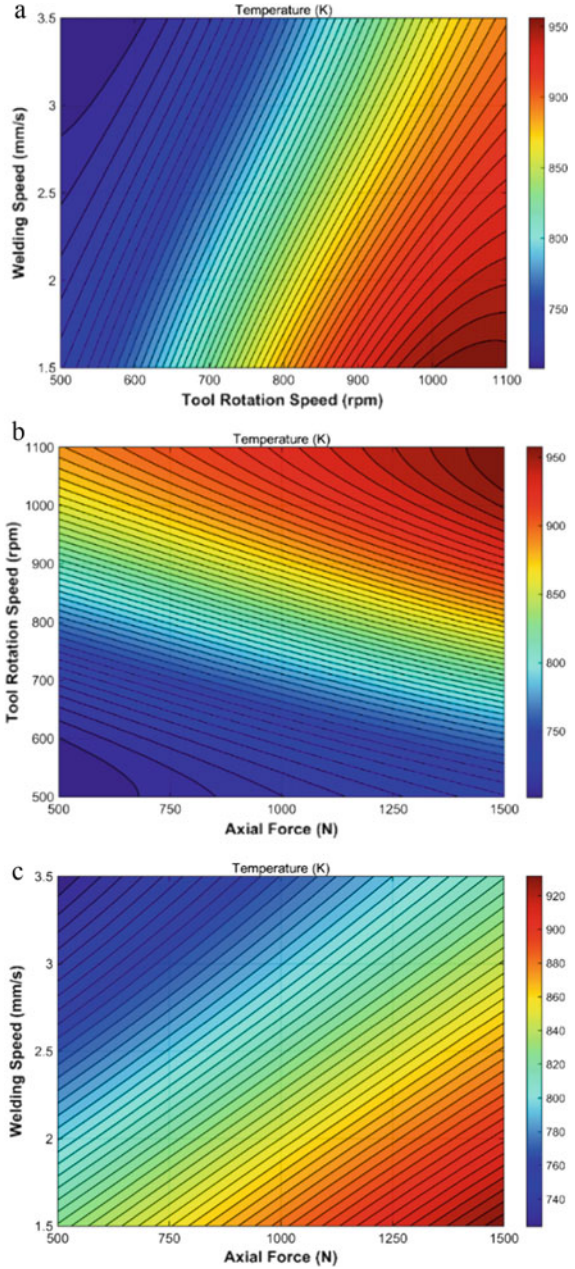 a
Temperature (K)
3.5
3
2.5
2
1.5
500 600 700 800 900 1000 1100
Welding Speed (mm/s)
Tool Rotation Speed (rpm)
950
900
850
800
750
b
Temperature (K)
1100
1000
900
800
700
600
500
500 750 1000 1250 1500
Tool Rotation Speed (rpm)
Axial Force (N)
950
900
850
800
750
c
Temperature (K)
3.5
3
2.5
2
1.5
500 750 1000 1250 1500
Welding Speed (mm/s)
Axial Force (N)
920
900
880
860
840
820
800
780
760
740